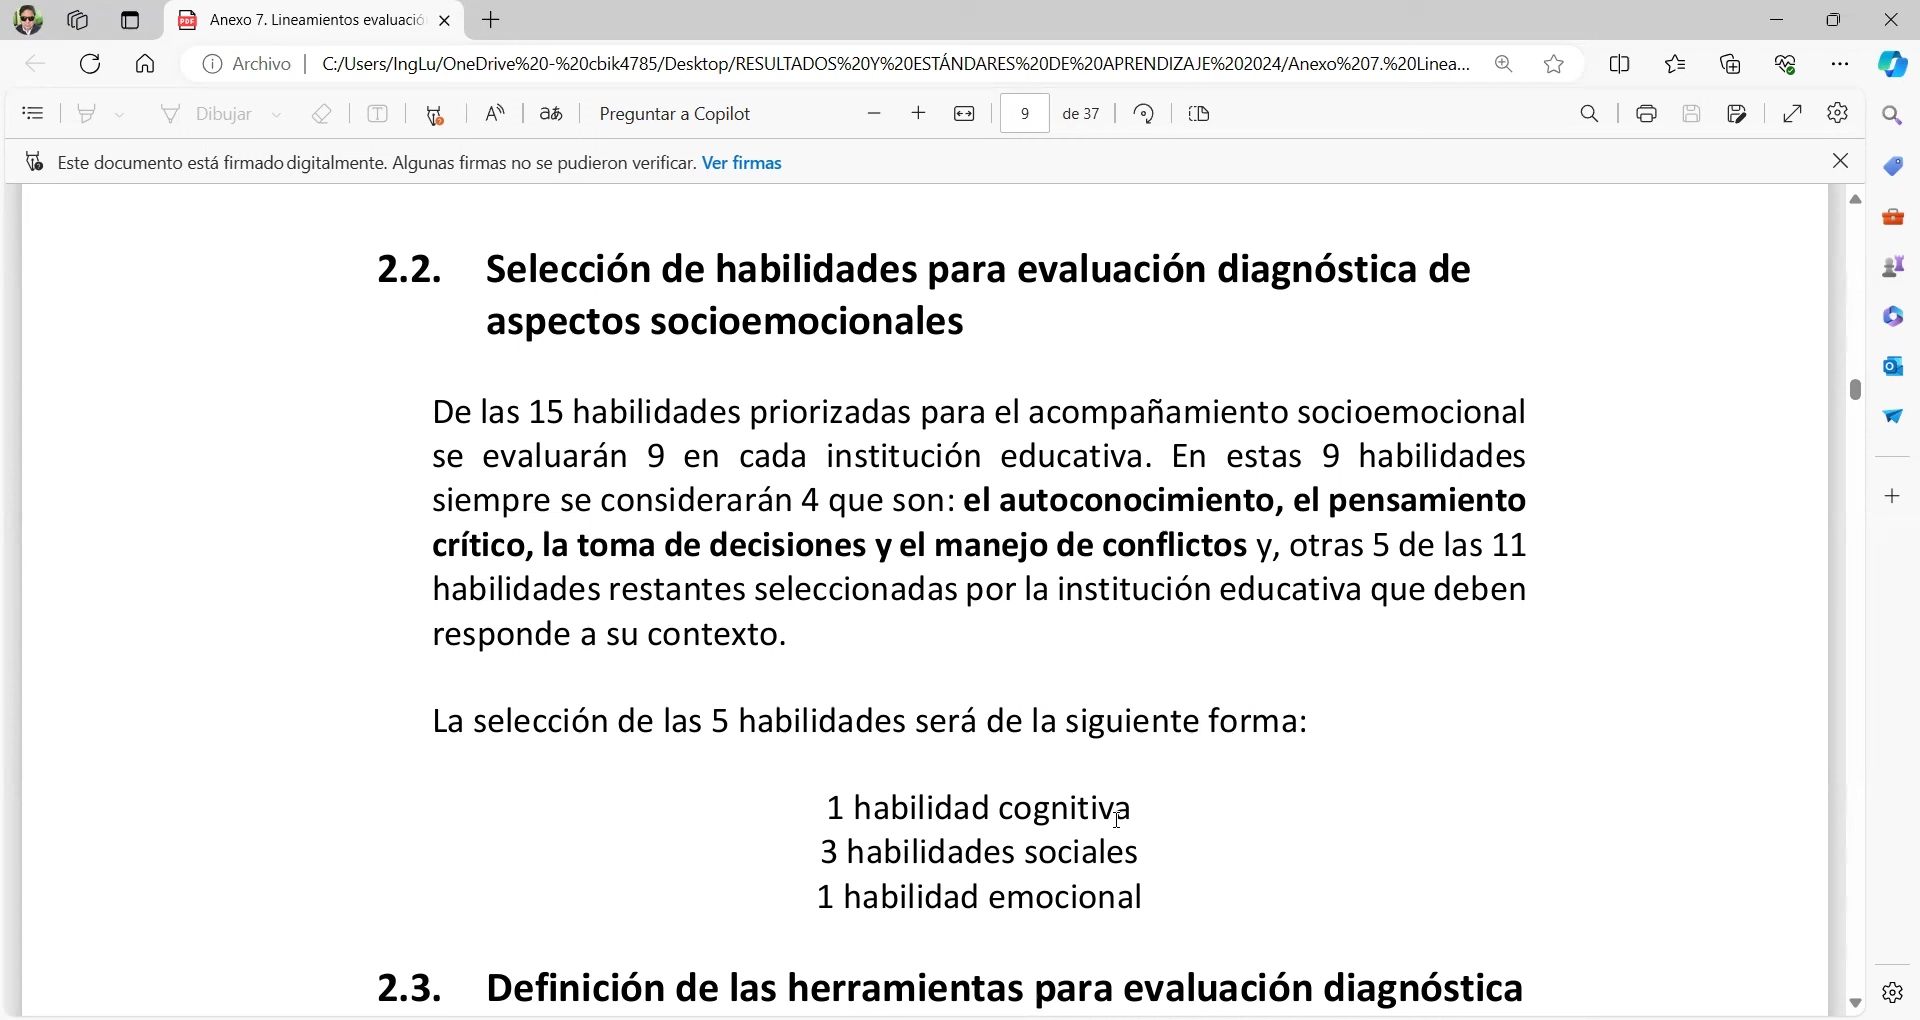 Anexo 7. Lineamientos evaluació
Archivo
C:/Users/IngLu/OneDrive%20-%20cbik4785/Desktop/RESULTADOS%20Y%20ESTÁNDARES%20DE%20APRENDIZAJE%202024/Anexo%207.%20Linea...
Dibujar
Preguntar a Copilot
9 de 37
Este documento está firmado digitalmente. Algunas firmas no se pudieron verificar. Ver firmas
2.2. Selección de habilidades para evaluación diagnóstica de
aspectos socioemocionales
De las 15 habilidades priorizadas para el acompañamiento socioemocional
se evaluarán 9 en cada institución educativa. En estas 9 habilidades
siempre se considerarán 4 que son: el autoconocimiento, el pensamiento
crítico, la toma de decisiones y el manejo de conflictos y, otras 5 de las 11
habilidades restantes seleccionadas por la institución educativa que deben
responde a su contexto.
La selección de las 5 habilidades será de la siguiente forma:
1 habilidad cognitiva
3 habilidades sociales
1 habilidad emocional
2.3. Definición de las herramientas para evaluación diagnóstica